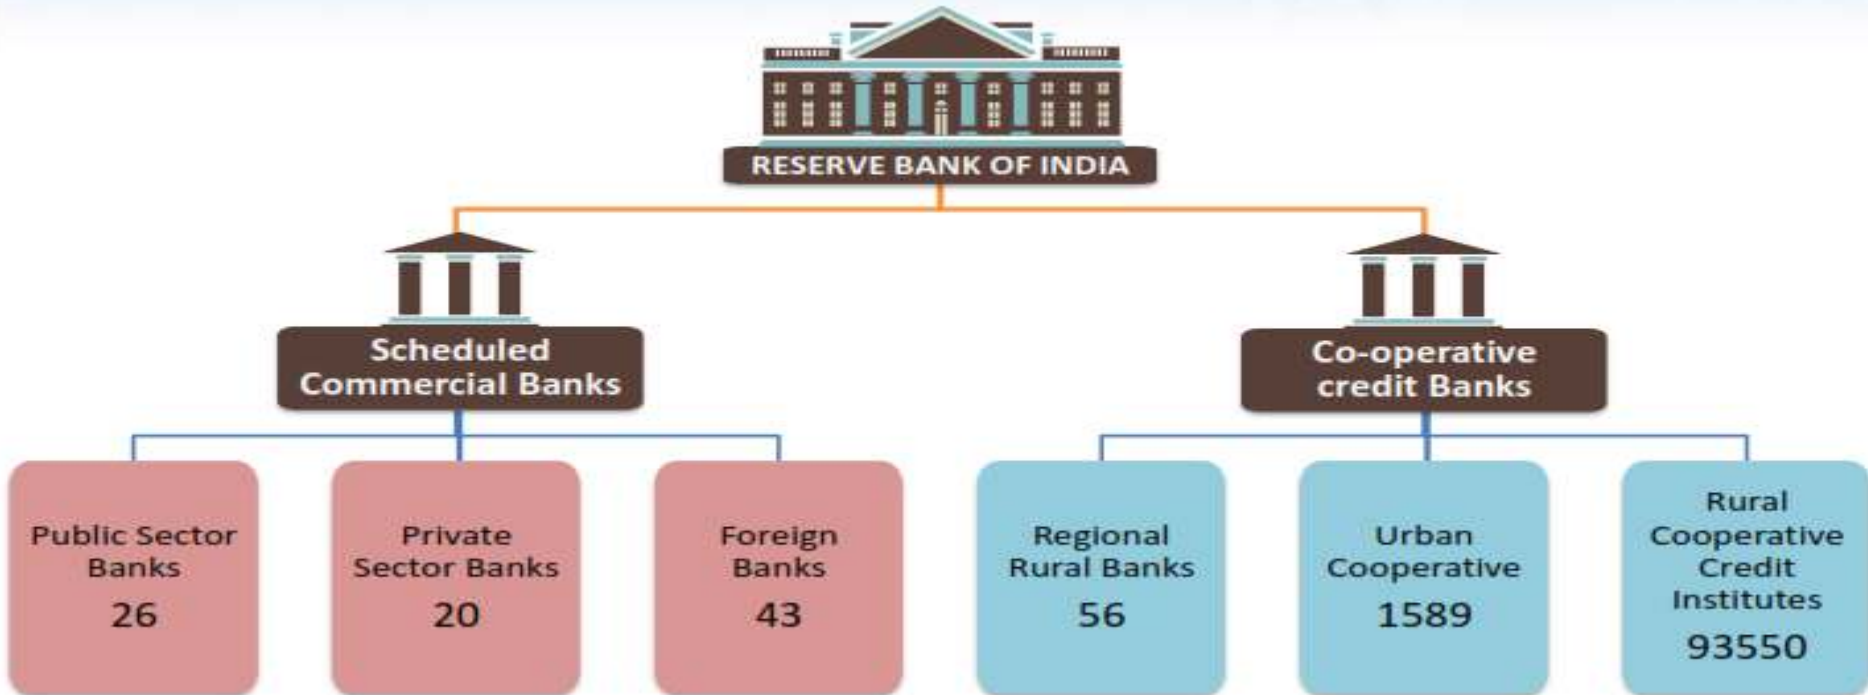 RESERVE BANK OF INDIA
Scheduled
Commercial Banks
Co-operative
credit Banks
Public Sector
Banks
26
Private
Sector Banks
20
Foreign
Banks
43
Regional
Rural Banks
56
Urban
Cooperative
1589
Rural
Cooperative
Credit
Institutes
93550